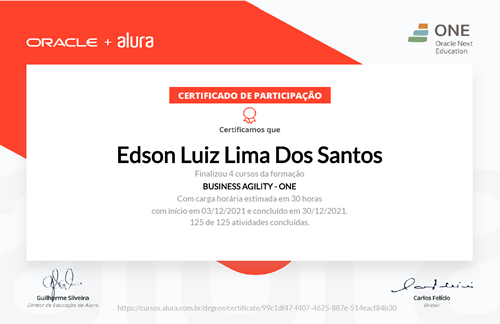 ORACLE + alura
ONE
Oracle Next
Education
CERTIFICADO DE PARTICIPAÇÃO
Certificamos que
Edson Luiz Lima Dos Santos
Finalizou 4 cursos da formação
BUSINESS AGILITY - ONE
Com carga horária estimada em 30 horas
com início em 03/12/2021 e concluído em 30/12/2021.
125 de 125 atividades concluídas.
Guilherme Silveira
Diretor de Educação da Alura
Carlos Felício
Diretor
https://cursos.alura.com.br/degree/certificate/99c1df47-f407-4625-887e-514eacf84b30